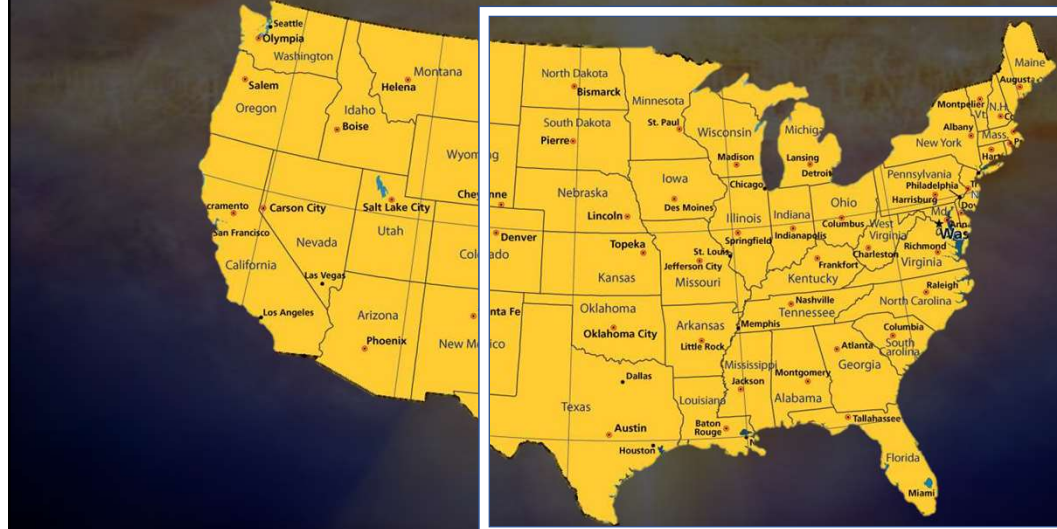 Seattle
Olympia
Washington
Montana
Helena
Salem
Oregon
Idaho
Boise
Salt Lake City
Carson City
Nevada
Utah
San Francisco
California
Las Vegas
Los Angeles
Arizona
Phoenix
Denver
North Dakota
Bismarck
South Dakota
Pierre
Nebraska
Lincoln
Topeka
Kansas
Oklahoma
Oklahoma City
Dallas
Texas
Austin
Houston
Minnesota
St. Paul
Wisconsin
Madison
Iowa
Des Moines
Chicago
Lansing
Detroit
Illinois
Springfield
Indiana
Indianapolis
Ohio
Columbus
St. Louis
Jefferson City
Missouri
Kentucky
Frankfort
West
Virginia
Charleston
Richmond
Virginia
Raleigh
North Carolina
Nashville
Tennessee
Memphis
Arkansas
Little Rock
Mississippi
Jackson
Louisiana
Baton
Rouge
Alabama
Montgomery
Atlanta
Georgia
Columbia
South
Carolina
Tallahassee
Florida
Miami
Maine
Montpelier
Vt.
N.H.
Albany
New York
Mass.
Pennsylvania
Philadelphia
Harrisburg
Md.
Was